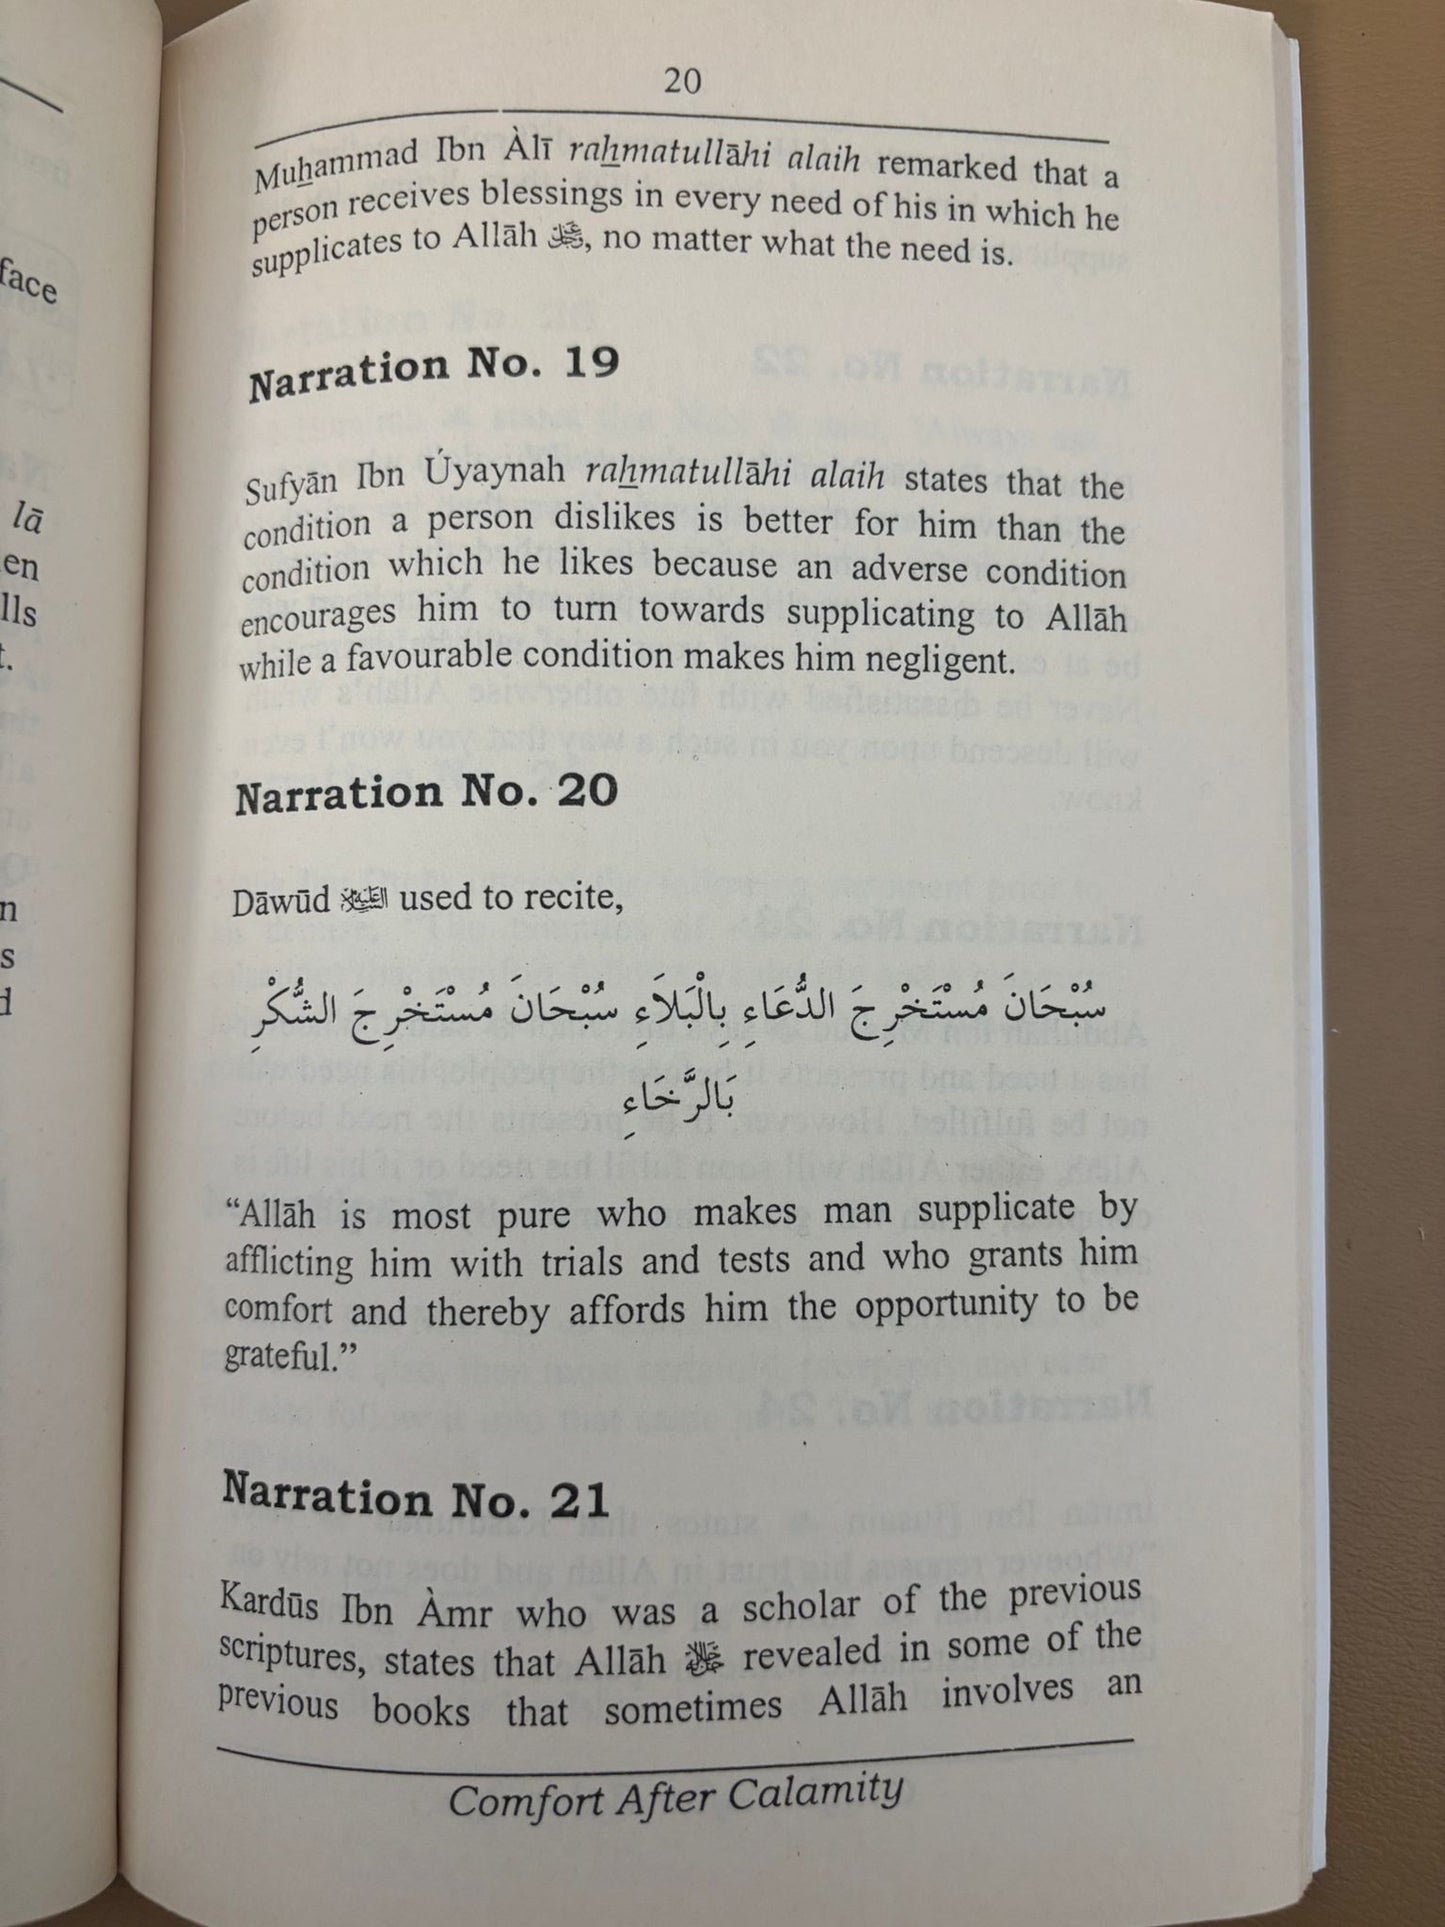 20
Muhammad Ibn Àlī rahmatullāhi alaih remarked that a
person receives blessings in every need of his in which he
supplicates to Allāh ﷻ, no matter what the need is.
Narration No. 19
Sufyān Ibn Úyaynah rahmatullāhi alaih states that the
condition a person dislikes is better for him than the
condition which he likes because an adverse condition
encourages him to turn towards supplicating to Allāh
while a favourable condition makes him negligent.
Narration No. 20
Dāwūd used to recite,
سُبْحَانَ مُسْتَخْرِجَ الدُّعَاءِ بِالْبَلاَءِ سُبْحَانَ مُسْتَخْرِجَ الشُّكْرِ
بَالرَّخَاءِ
“Allāh is most pure who makes man supplicate by
afflicting him with trials and tests and who grants him
comfort and thereby affords him the opportunity to be
grateful.”
Narration No. 21
Kardūs Ibn Àmr who was a scholar of the previous
scriptures, states that Allāh ﷻ revealed in some of the
previous books that sometimes Allāh involves an
Comfort After Calamity
face
lā
en
lls
t.
n
s
d